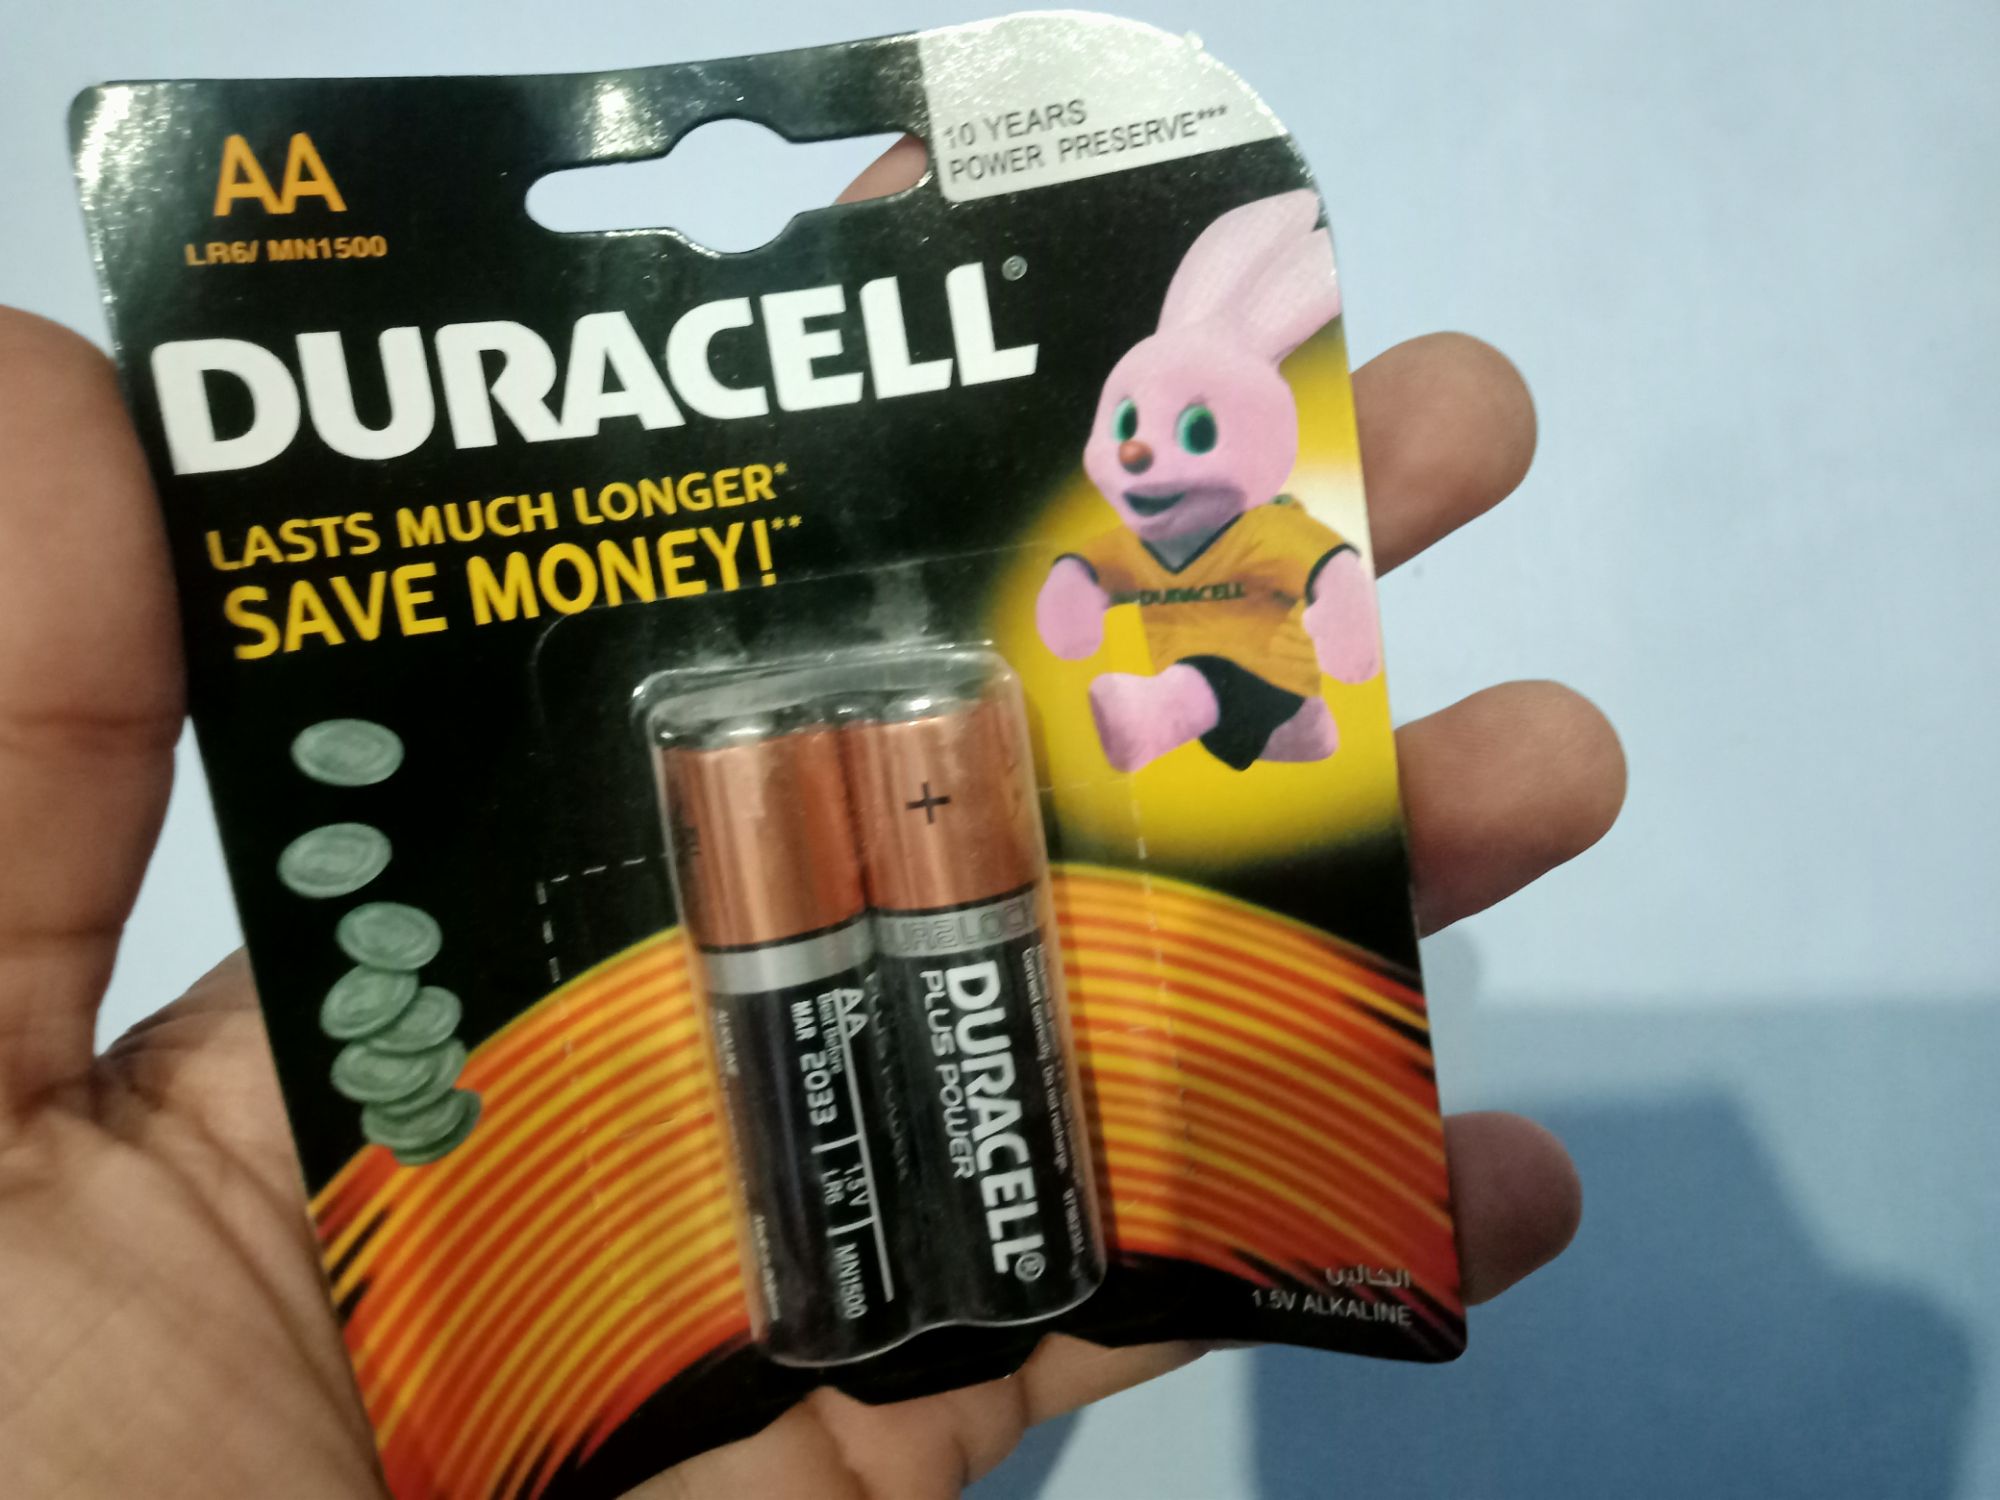 AA
LR6/ MN1500
10 YEARS
POWER PRESERVE***
DURACELL®
LASTS MUCH LONGER*
SAVE MONEY!**
DURACELL
+
DURACELL®
PLUS POWER
AA
Best Before
MAR 2033
1.5V
LR6
MN1500
1.5V ALKALINE